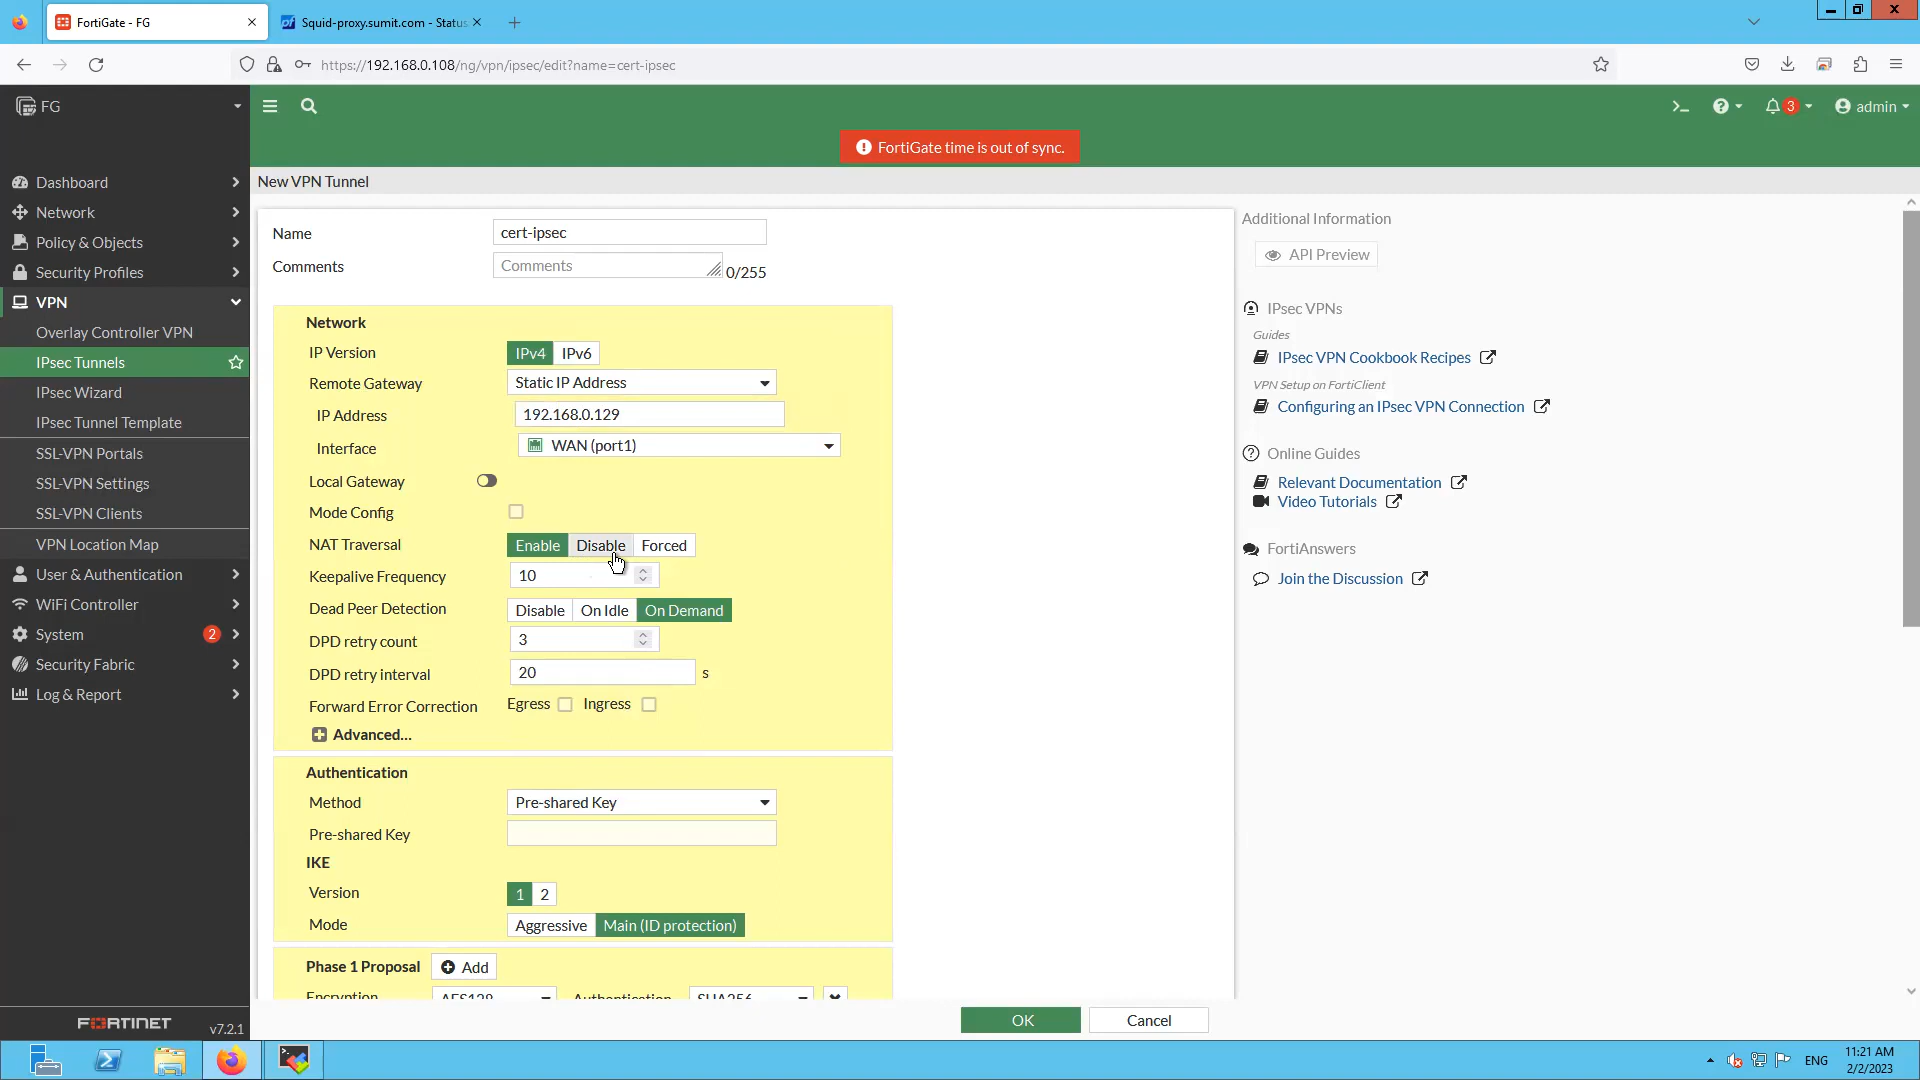 FortiGate - FG
Squid-proxy.sumit.com - Status
https://192.168.0.108/ng/vpn/ipsec/edit?name=cert-ipsec
FG
3
admin
FortiGate time is out of sync.
Dashboard
Network
Policy & Objects
Security Profiles
VPN
Overlay Controller VPN
IPsec Tunnels
IPsec Wizard
IPsec Tunnel Template
SSL-VPN Portals
SSL-VPN Settings
SSL-VPN Clients
VPN Location Map
User & Authentication
WiFi Controller
System 2
Security Fabric
Log & Report
FORTINET v7.2.1
New VPN Tunnel
Name cert-ipsec
Comments Comments 0/255
Network
IP Version IPv4 IPv6
Remote Gateway Static IP Address
IP Address 192.168.0.129
Interface WAN (port1)
Local Gateway
Mode Config
NAT Traversal Enable Disable Forced
Keepalive Frequency 10
Dead Peer Detection Disable On Idle On Demand
DPD retry count 3
DPD retry interval 20 s
Forward Error Correction Egress Ingress
Advanced...
Authentication
Method Pre-shared Key
Pre-shared Key
IKE
Version 1 2
Mode Aggressive Main (ID protection)
Phase 1 Proposal Add
Encryption AES128 Authentication SHA256
OK Cancel
Additional Information
API Preview
IPsec VPNs
Guides
IPsec VPN Cookbook Recipes
VPN Setup on FortiClient
Configuring an IPsec VPN Connection
Online Guides
Relevant Documentation
Video Tutorials
FortiAnswers
Join the Discussion
ENG
11:21 AM
2/2/2023